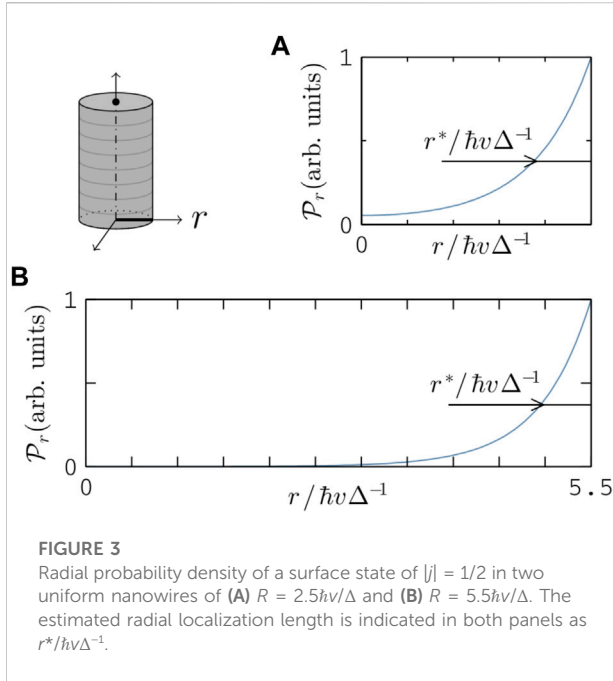 A
1
𝒫ᵣ(arb. units)
r*/ħvΔ⁻¹
0
0
r/ħvΔ⁻¹
r
B
1
𝒫ᵣ(arb. units)
r*/ħvΔ⁻¹
0
0
r/ħvΔ⁻¹
5.5
FIGURE 3
Radial probability density of a surface state of |j| = 1/2 in two
uniform nanowires of (A) R = 2.5ħv/Δ and (B) R = 5.5ħv/Δ. The
estimated radial localization length is indicated in both panels as
r*/ħvΔ⁻¹.